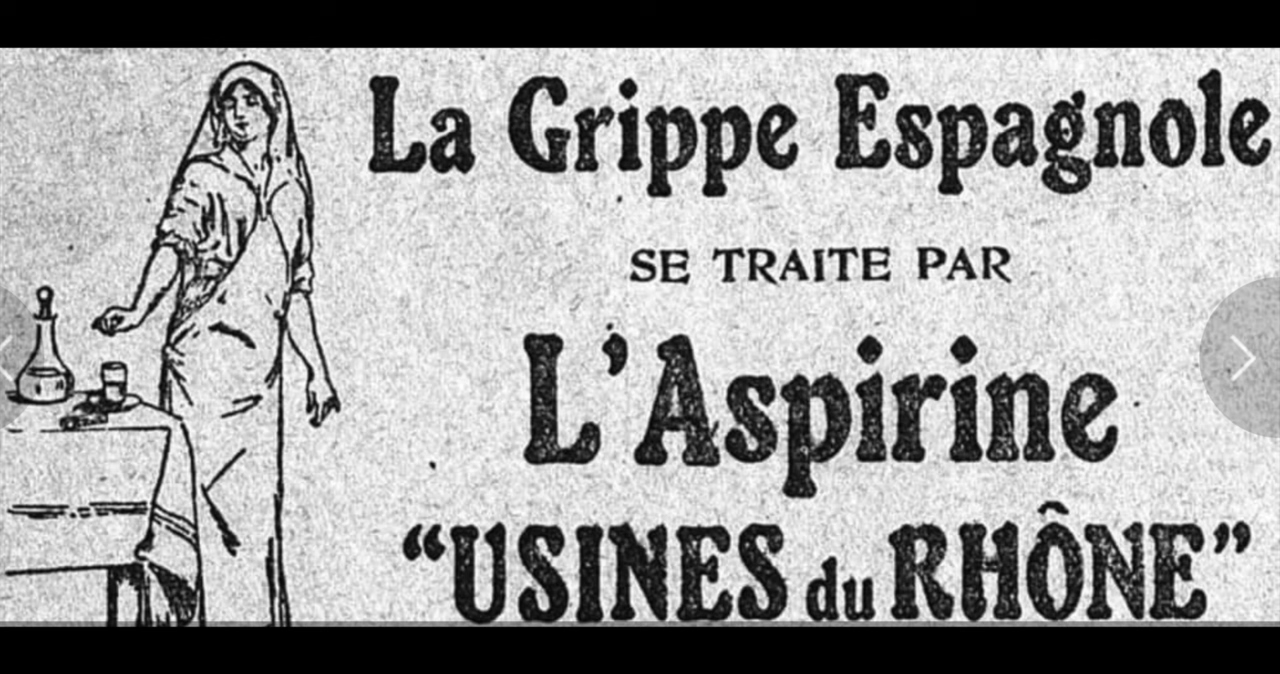 La Grippe Espagnole
SE TRAITE PAR
L'Aspirine
“USINES du RHÔNE”